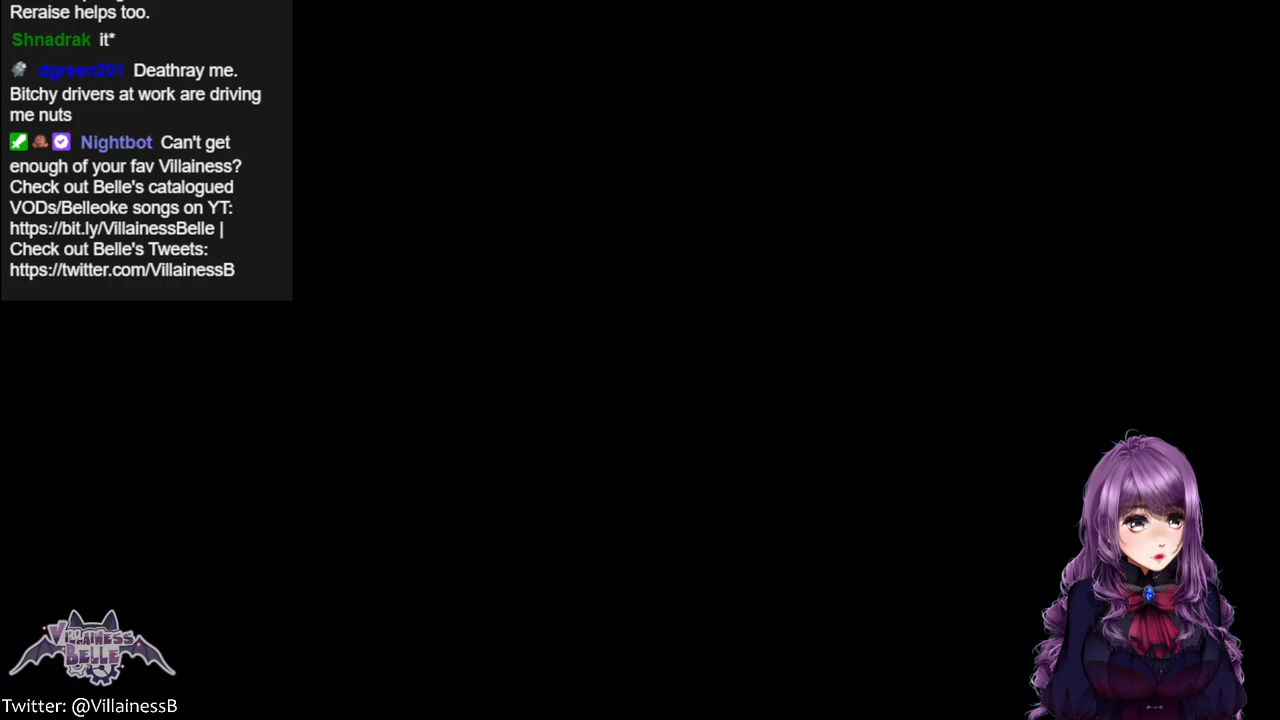 Reraise helps too.
Shnadrak it*
dgreen201 Deathray me.
Bitchy drivers at work are driving
me nuts
Nightbot Can't get
enough of your fav Villainess?
Check out Belle's catalogued
VODs/Belleoke songs on YT:
https://bit.ly/VillainessBelle |
Check out Belle's Tweets:
https://twitter.com/VillainessB
VILLAINESS
BELLE
Twitter: @VillainessB